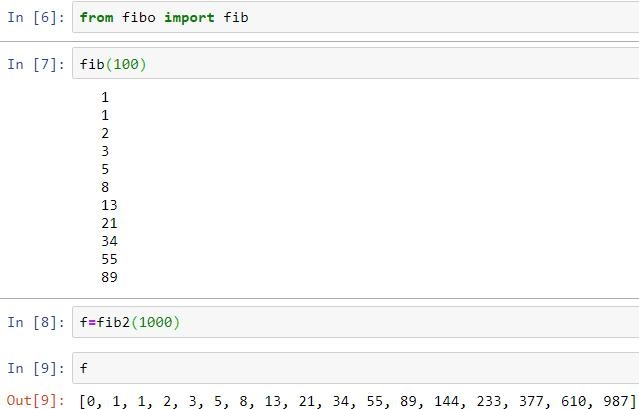 In [6]: from fibo import fib
In [7]: fib(100)
1
1
2
3
5
8
13
21
34
55
89
In [8]: f=fib2(1000)
In [9]: f
Out[9]: [0, 1, 1, 2, 3, 5, 8, 13, 21, 34, 55, 89, 144, 233, 377, 610, 987]